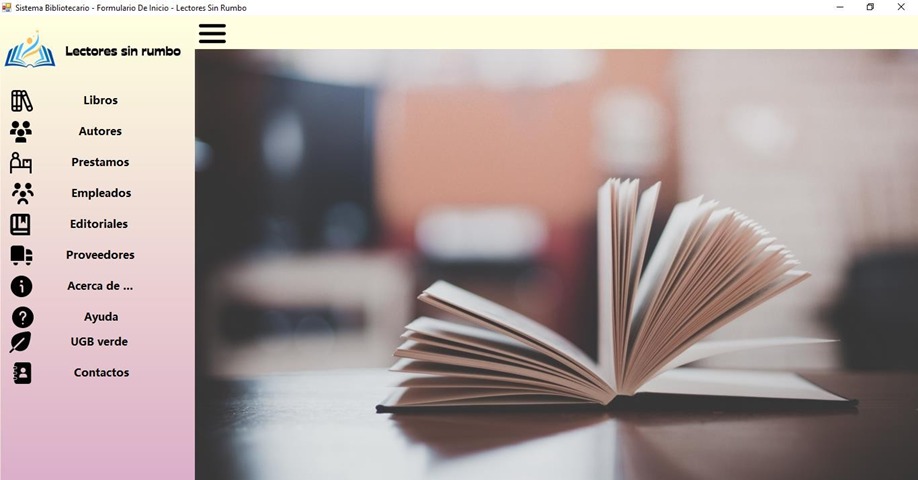 Sistema Bibliotecario - Formulario De Inicio - Lectores Sin Rumbo
Lectores sin rumbo
Libros
Autores
Prestamos
Empleados
Editoriales
Proveedores
Acerca de ...
Ayuda
UGB verde
Contactos